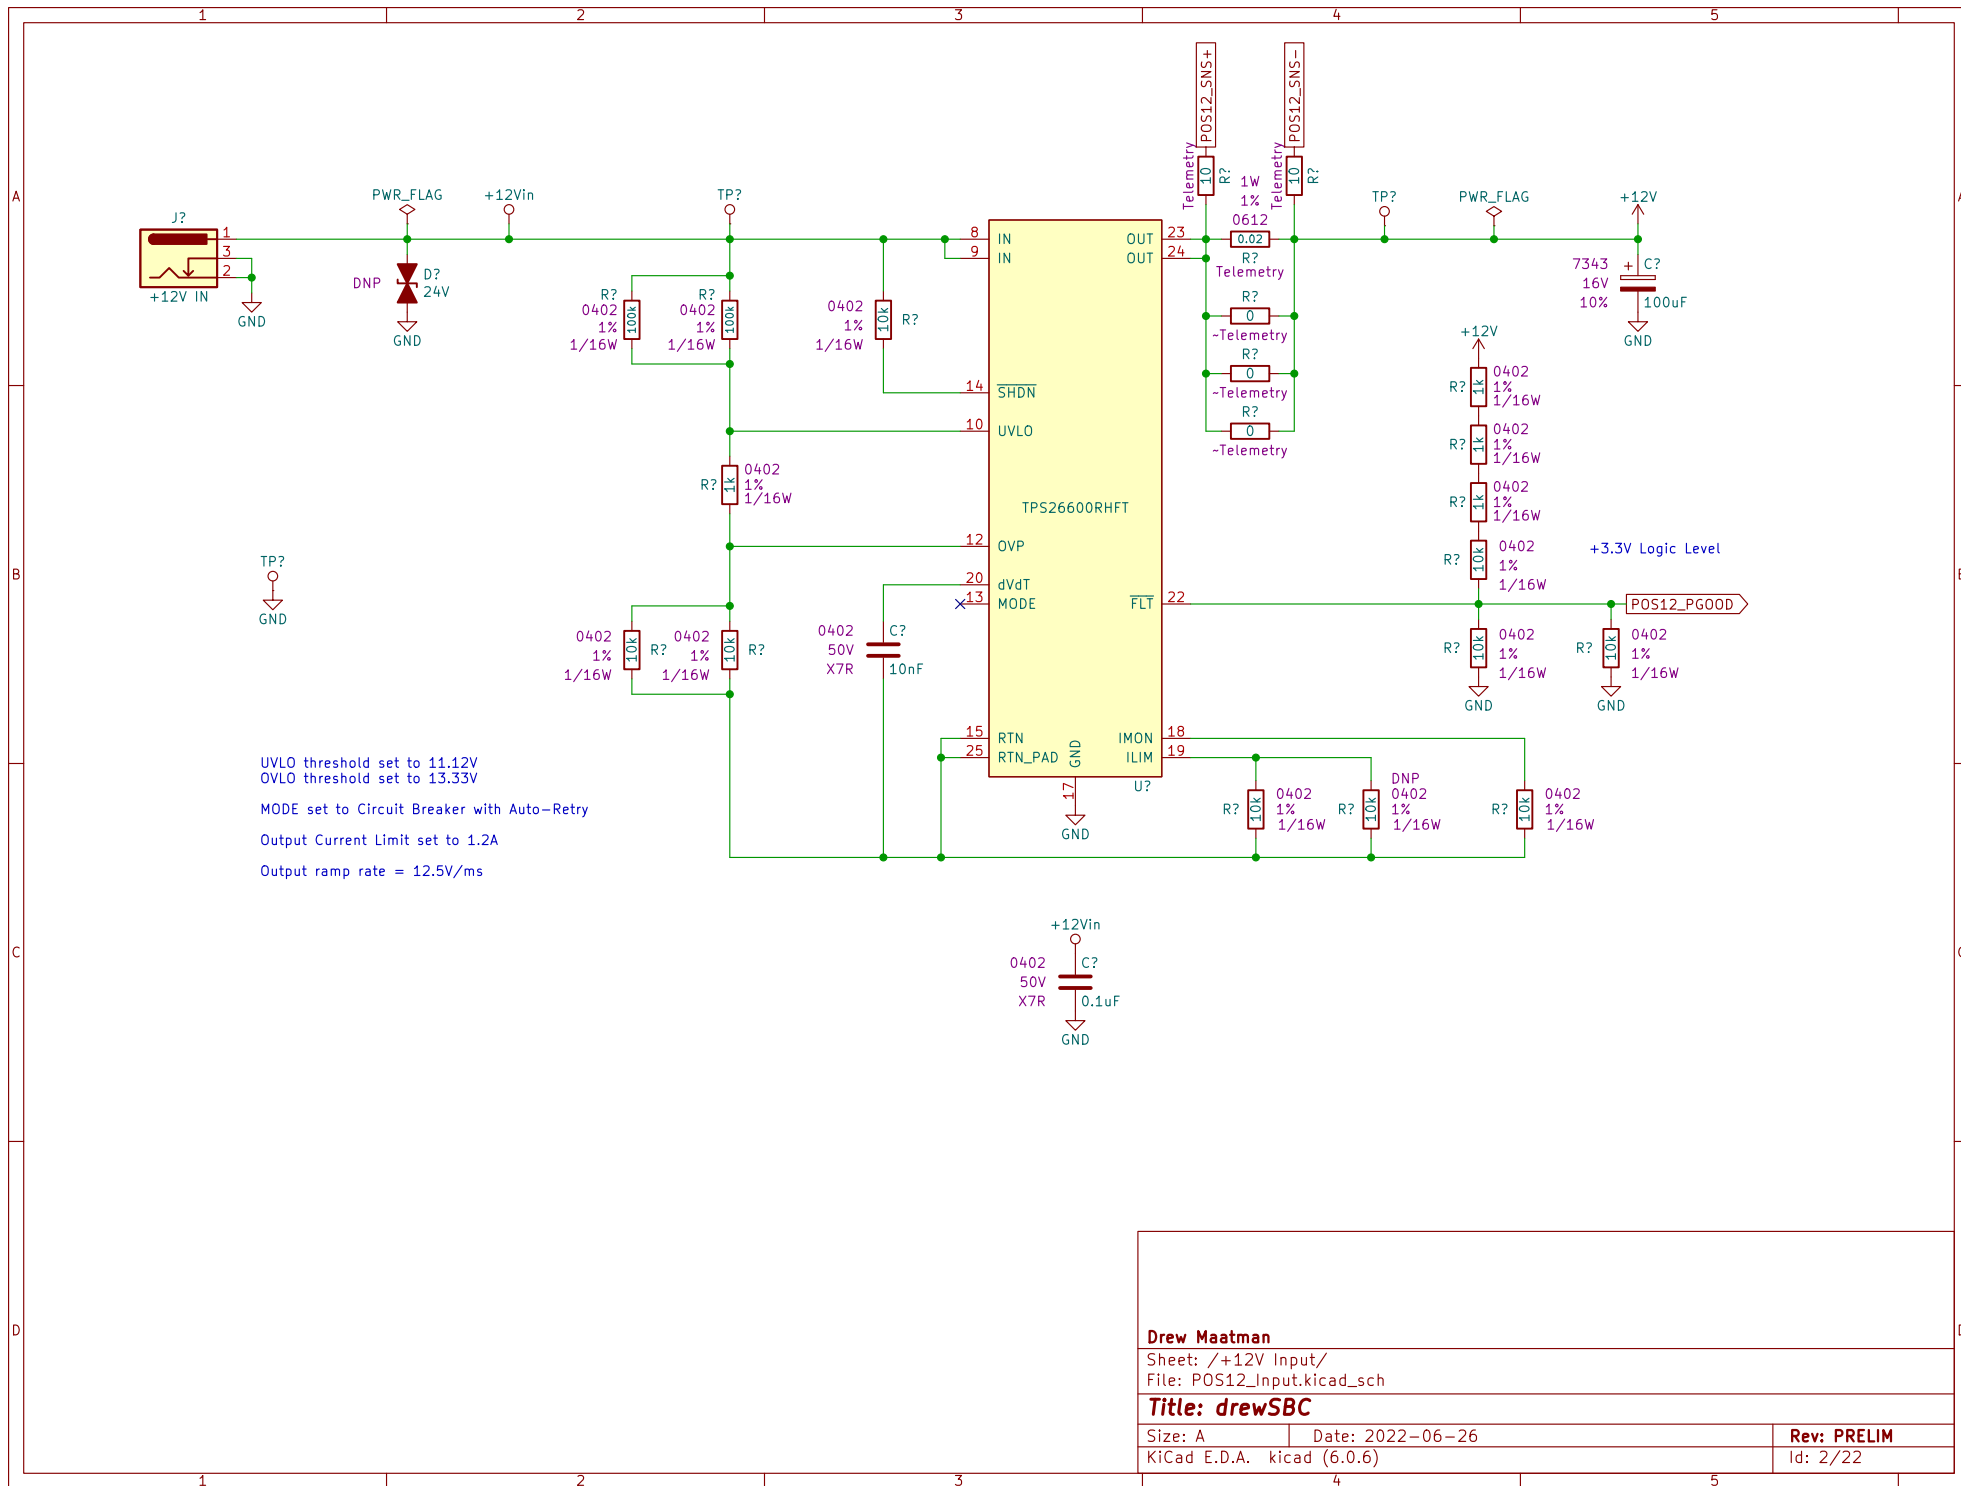 1 2 3 4 5
A
B
C
D
J?
1
3
2
+12V IN
GND
PWR_FLAG
DNP
D?
24V
GND
+12Vin
TP?
R?
0402
1%
1/16W
100k
R?
0402
1%
1/16W
100k
0402
1%
1/16W
10k
R?
R?
1k
0402
1%
1/16W
TP?
GND
0402
1%
1/16W
10k
R?
0402
1%
1/16W
10k
R?
0402
50V
X7R
C?
10nF
8 IN
9 IN
14 SHDN
10 UVLO
12 OVP
20 dVdT
13 MODE
15 RTN
25 RTN_PAD
TPS26600RHFT
OUT 23
OUT 24
FLT 22
IMON 18
ILIM 19
GND
17
U?
GND
POS12_SNS+
POS12_SNS-
Telemetry
10
R?
Telemetry
10
R?
1W
1%
0612
0.02
R?
Telemetry
R?
0
~Telemetry
R?
0
~Telemetry
R?
0
~Telemetry
TP?
PWR_FLAG
+12V
7343
16V
10%
+
C?
100uF
GND
+12V
R?
1k
0402
1%
1/16W
R?
1k
0402
1%
1/16W
R?
1k
0402
1%
1/16W
R?
10k
0402
1%
1/16W
+3.3V Logic Level
POS12_PGOOD
R?
10k
0402
1%
1/16W
GND
R?
10k
0402
1%
1/16W
GND
R?
10k
0402
1%
1/16W
R?
10k
DNP
0402
1%
1/16W
R?
10k
0402
1%
1/16W
UVLO threshold set to 11.12V
OVLO threshold set to 13.33V
MODE set to Circuit Breaker with Auto-Retry
Output Current Limit set to 1.2A
Output ramp rate = 12.5V/ms
+12Vin
0402
50V
X7R
C?
0.1uF
GND
Drew Maatman
Sheet: /+12V Input/
File: POS12_Input.kicad_sch
Title: drewSBC
Size: A Date: 2022-06-26 Rev: PRELIM
KiCad E.D.A. kicad (6.0.6) Id: 2/22
1 2 3 4 5